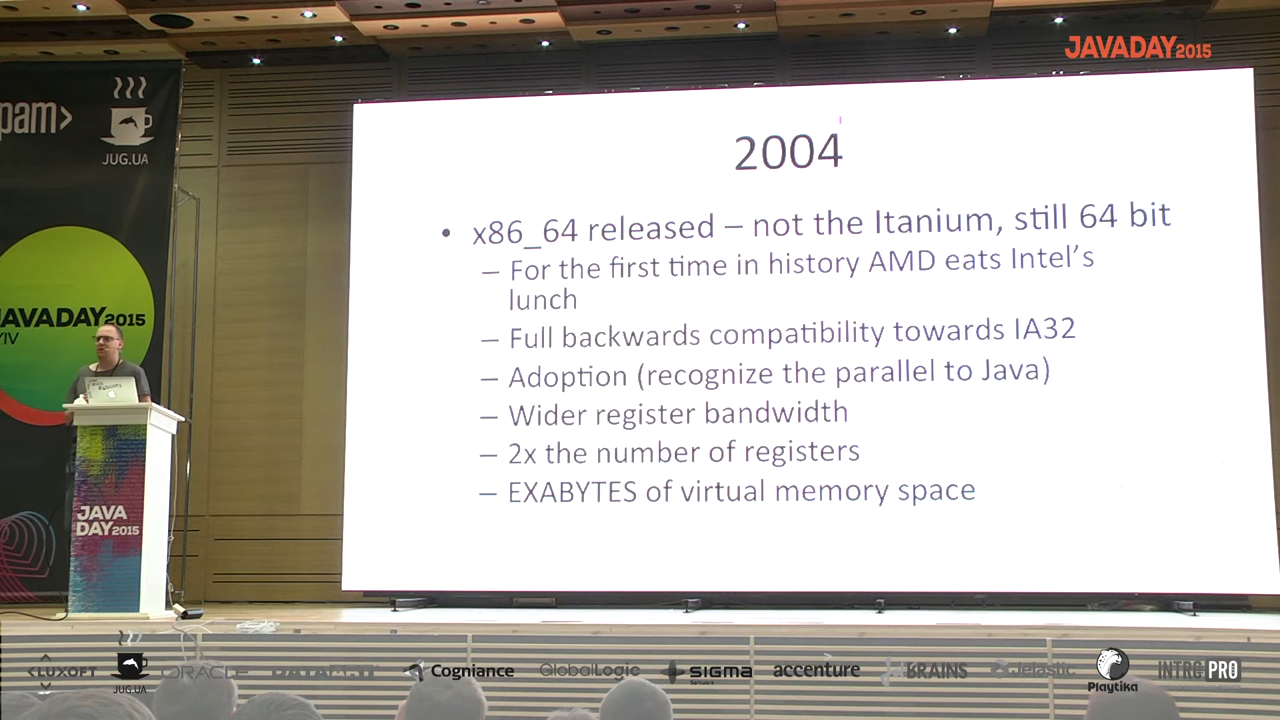 JAVADAY2015
pam>
JUG.UA
2004
• x86_64 released – not the Itanium, still 64 bit
– For the first time in history AMD eats Intel's
lunch
– Full backwards compatibility towards IA32
– Adoption (recognize the parallel to Java)
– Wider register bandwidth
– 2x the number of registers
– EXABYTES of virtual memory space
JAVADAY2015
YIV
JAVA
DAY2015
LUXOFT
JUG.UA
ORACLE
Cogniance
GlobalLogic
SIGMA
Software
accenture
BRAINS
Jelastic
Playtika
INTRO PRO